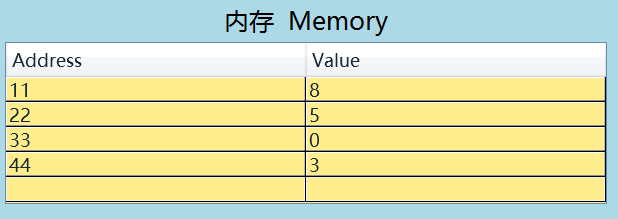 内存 Memory
Address Value
11 8
22 5
33 0
44 3